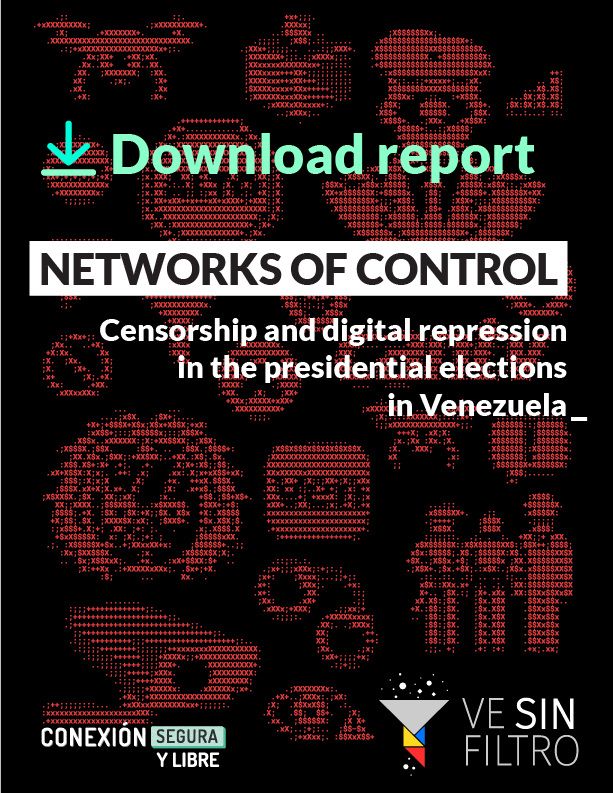 Download report
NETWORKS OF CONTROL
Censorship and digital repression
in the presidential elections
in Venezuela_
CONEXIÓN SEGURA
Y LIBRE
VE SIN
FILTRO